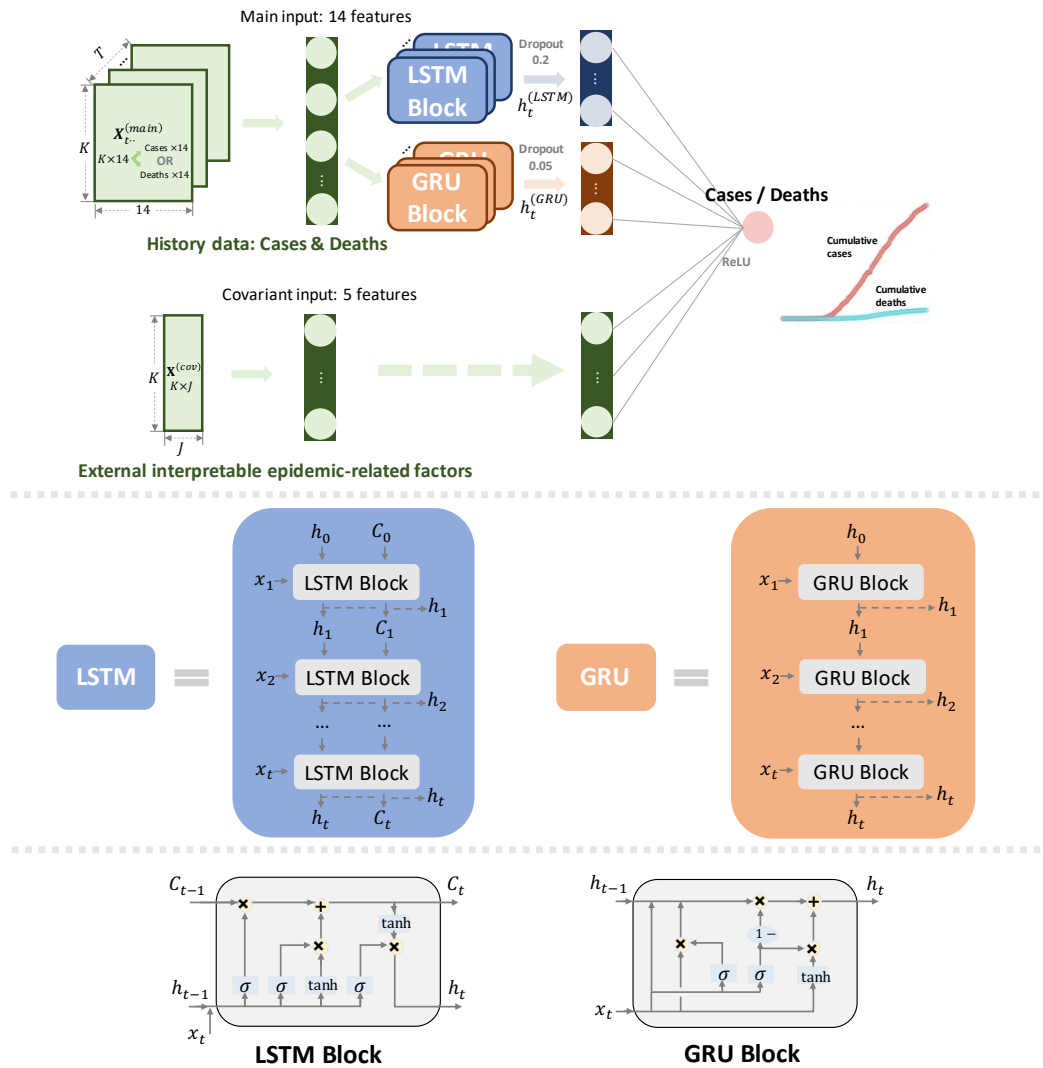 Main input: 14 features
T
...
K
X_{t··}^{(main)}
K×14
Cases ×14
OR
Deaths ×14
14
...
History data: Cases & Deaths
...
LSTM
LSTM
Block
Dropout
0.2
h_t^{(LSTM)}
...
...
GRU
GRU
Block
Dropout
0.05
h_t^{(GRU)}
...
Cases / Deaths
ReLU
Cumulative
cases
Cumulative
deaths
Covariant input: 5 features
K
X^{(cov)}
K×J
J
...
...
External interpretable epidemic-related factors
LSTM
h_0 C_0
x_1 LSTM Block
h_1
h_1 C_1
x_2 LSTM Block
h_2
... ...
x_t LSTM Block
h_t
h_t C_t
GRU
h_0
x_1 GRU Block
h_1
h_1
x_2 GRU Block
h_2
...
x_t GRU Block
h_t
h_t
C_{t-1} C_t
× +
tanh
× ×
h_{t-1} σ σ tanh σ h_t
x_t
LSTM Block
h_{t-1} h_t
× +
1 −
× ×
σ σ tanh
x_t
GRU Block